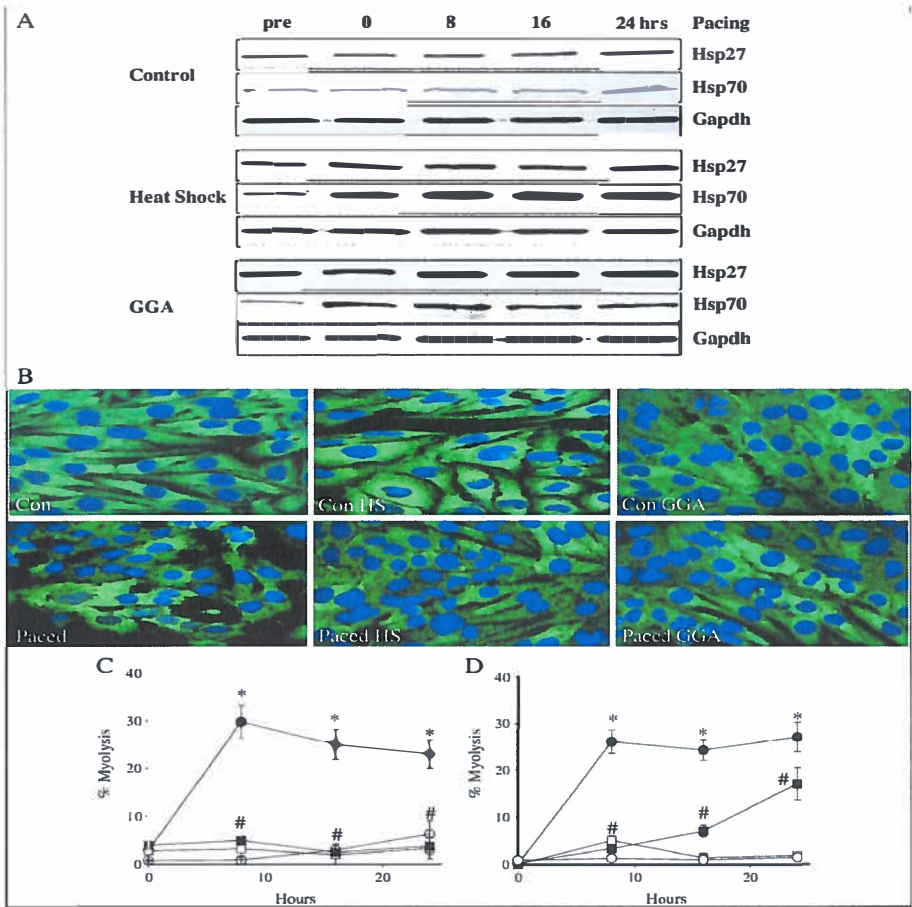 A
pre 0 8 16 24 hrs Pacing
Control
Hsp27
Hsp70
Gapdh
Heat Shock
Hsp27
Hsp70
Gapdh
GGA
Hsp27
Hsp70
Gapdh
B
Con
Con HS
Con GGA
Paced
Paced HS
Paced GGA
C
40
30
20
10
0
% Myolysis
* * *
# # #
0 10 20
Hours
D
40
30
20
10
0
% Myolysis
* * *
# # #
0 10 20
Hours